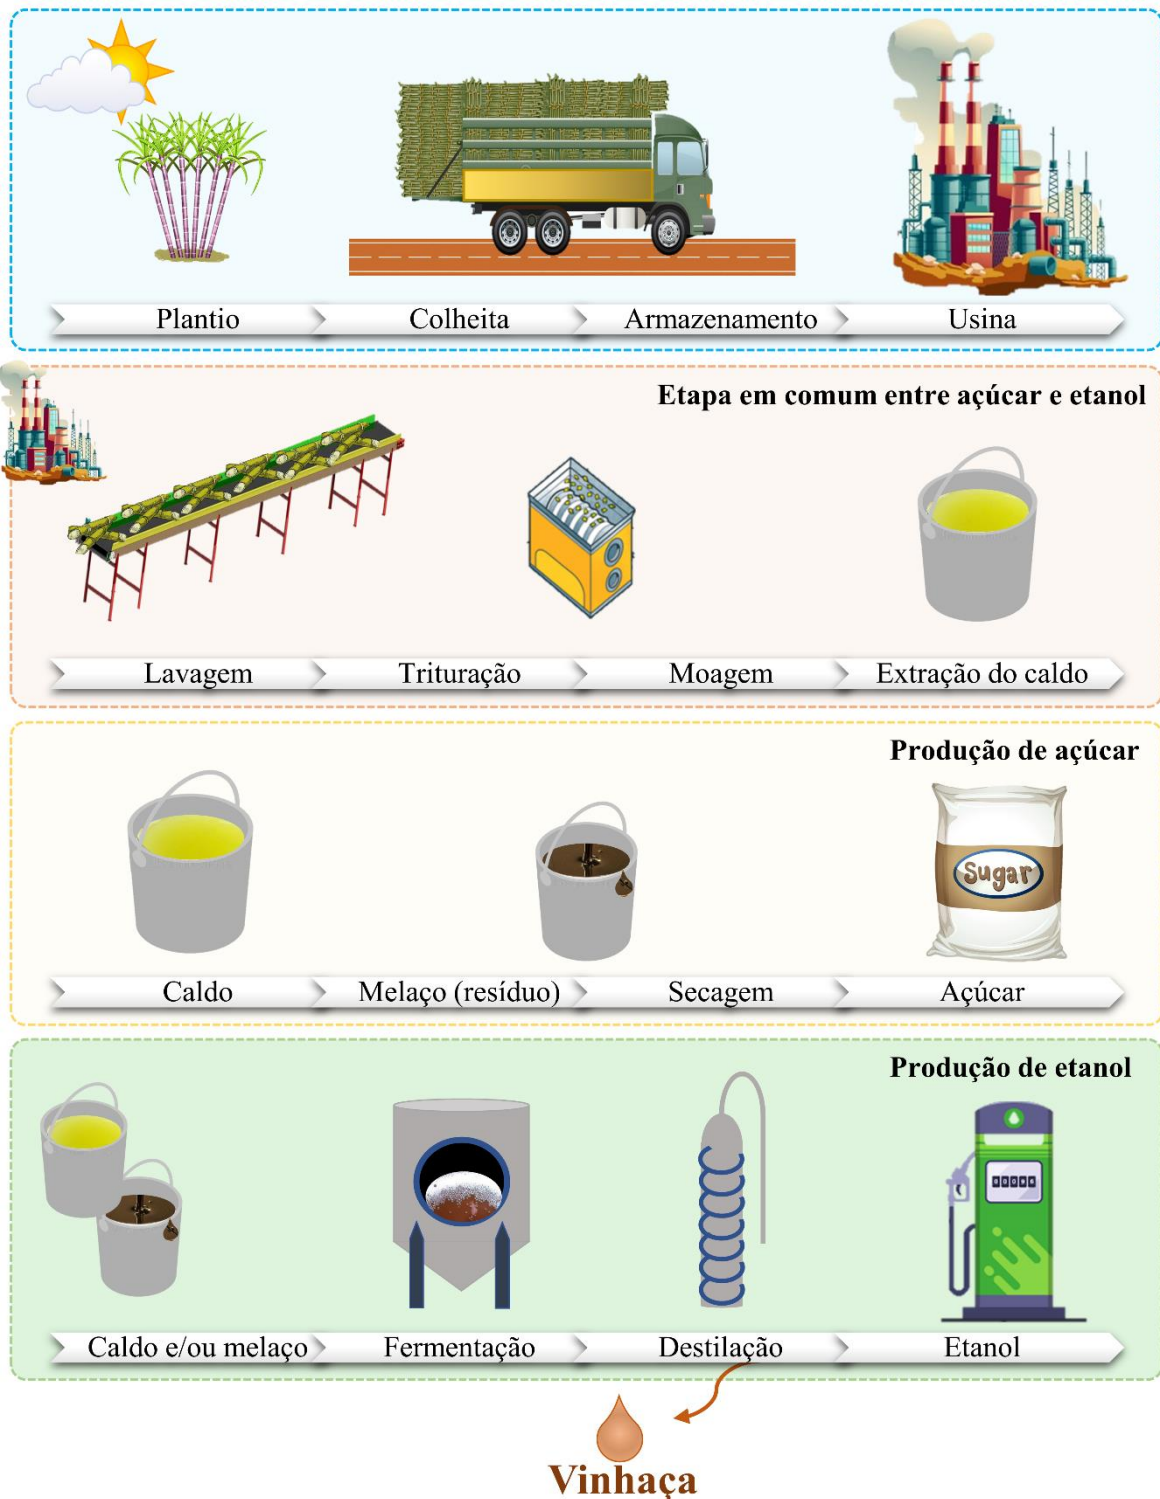 Plantio
Colheita
Armazenamento
Usina
Etapa em comum entre açúcar e etanol
Lavagem
Trituração
Moagem
Extração do caldo
Produção de açúcar
Sugar
Caldo
Melaço (resíduo)
Secagem
Açúcar
Produção de etanol
Caldo e/ou melaço
Fermentação
Destilação
Etanol
Vinhaça